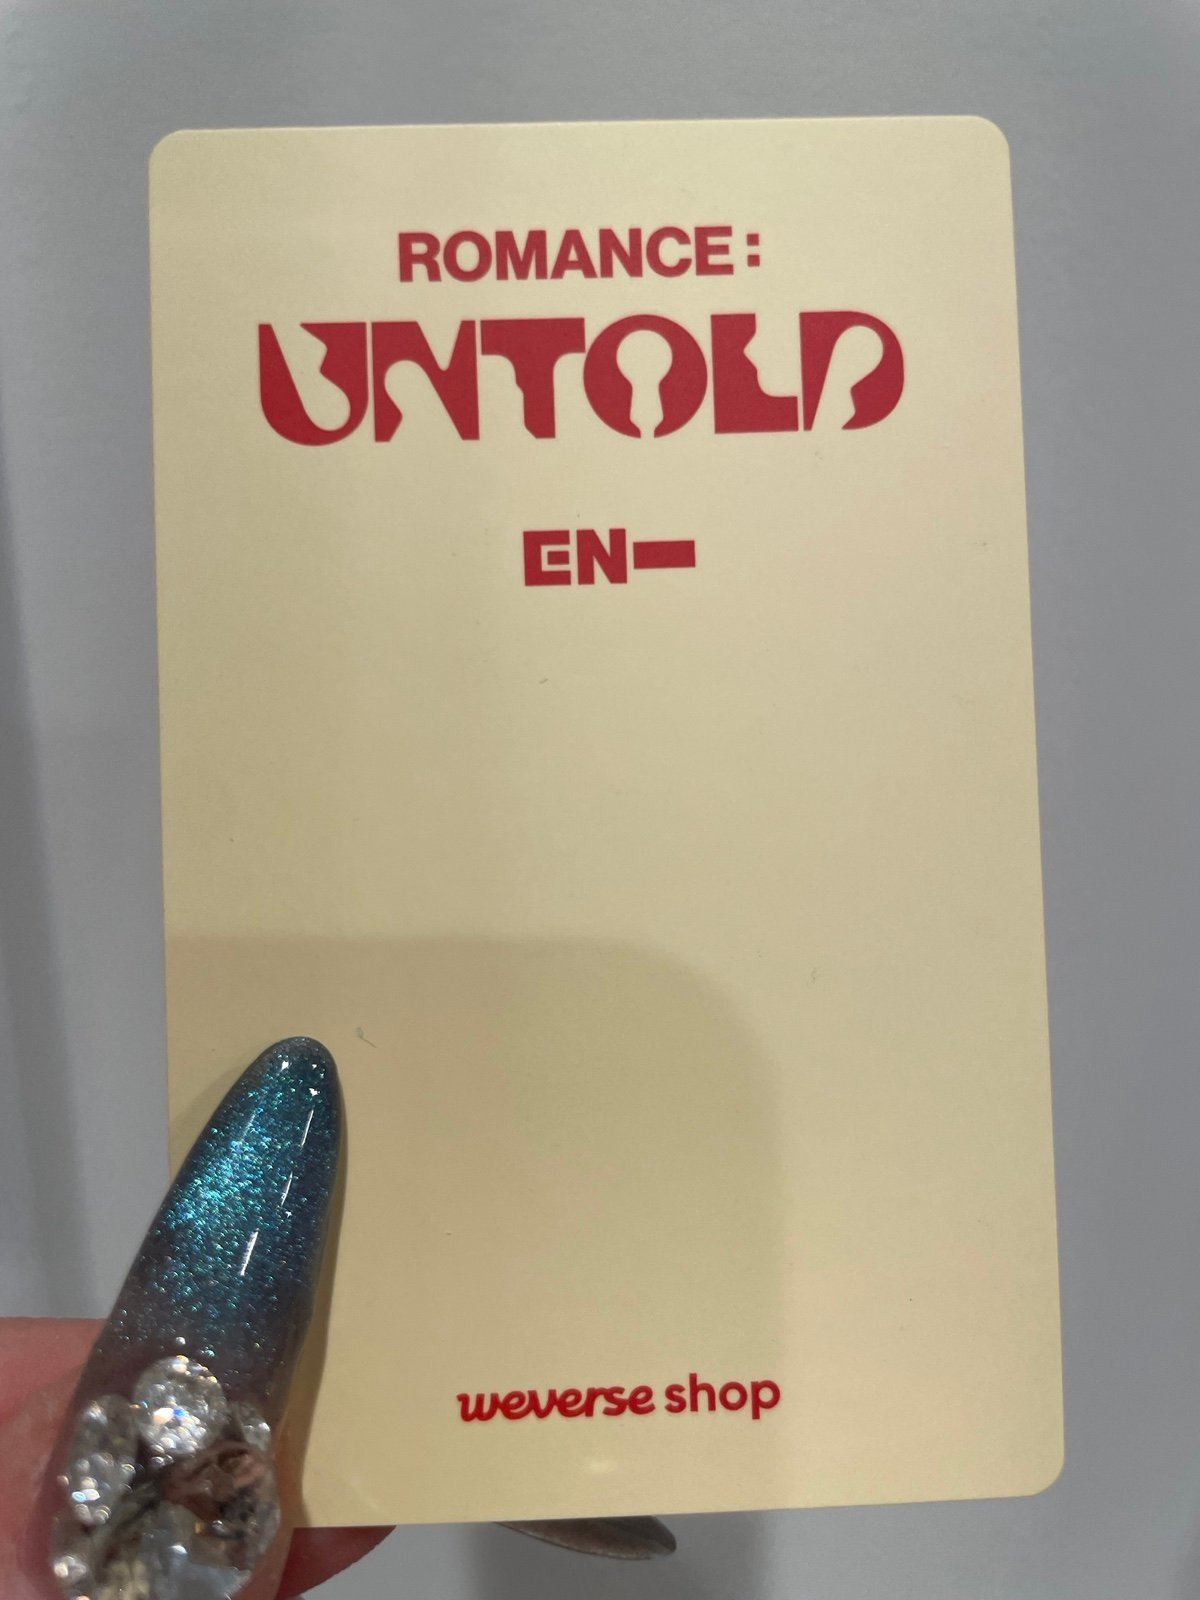 ROMANCE:
UNTOLD
EN-
weverse shop